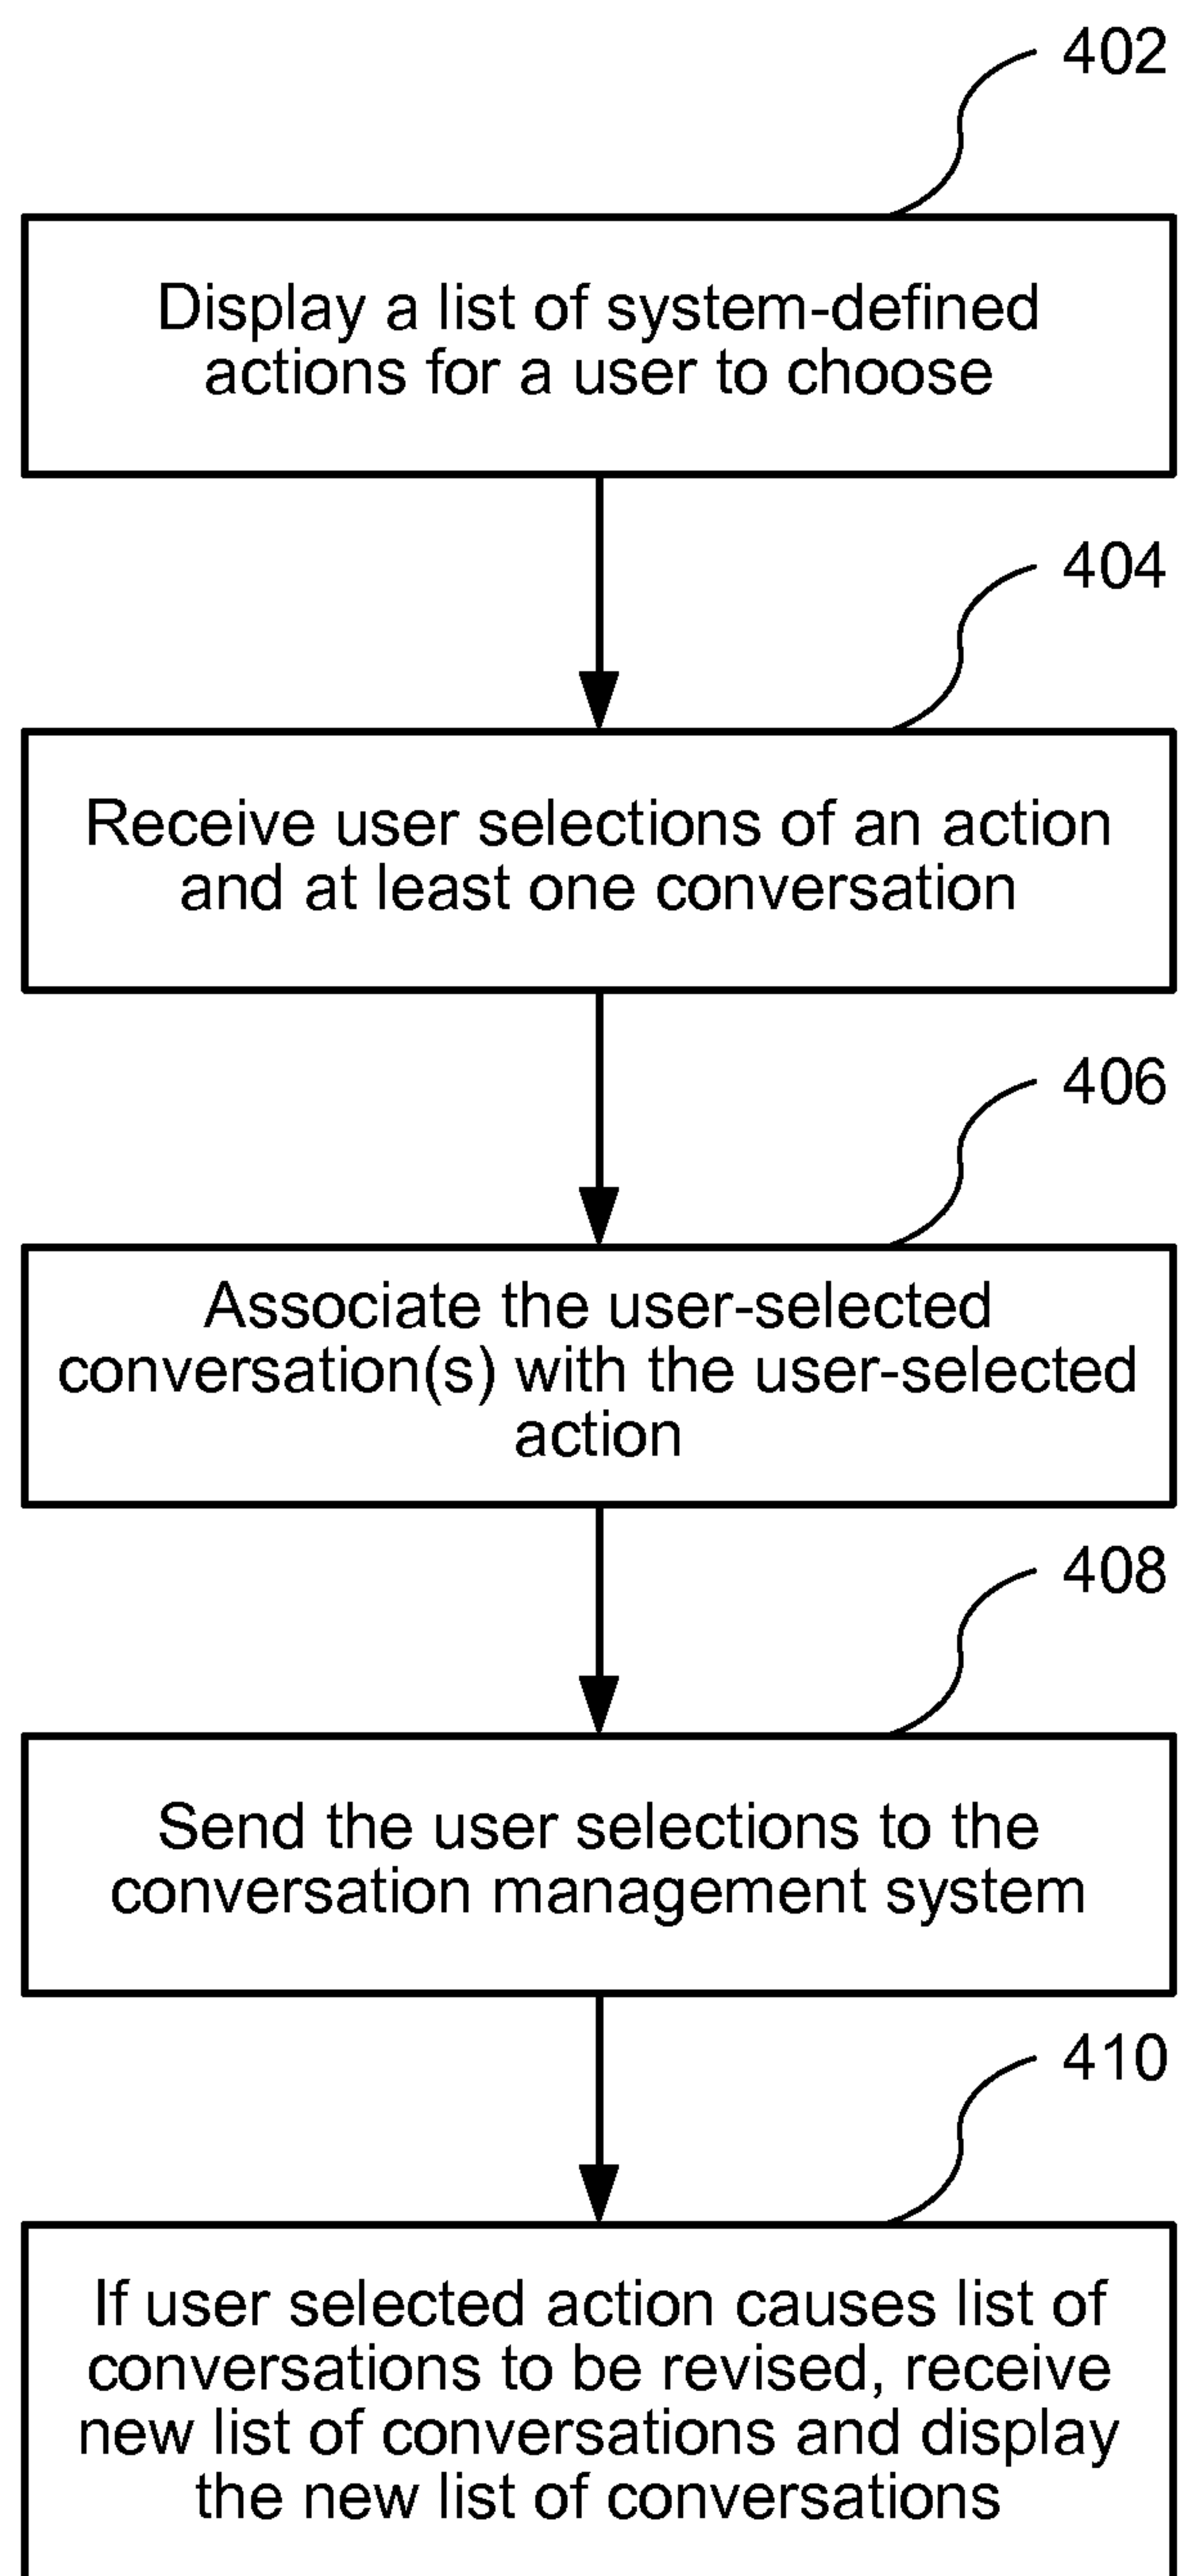 402
Display a list of system-defined
actions for a user to choose
404
Receive user selections of an action
and at least one conversation
406
Associate the user-selected
conversation(s) with the user-selected
action
408
Send the user selections to the
conversation management system
410
If user selected action causes list of
conversations to be revised, receive
new list of conversations and display
the new list of conversations